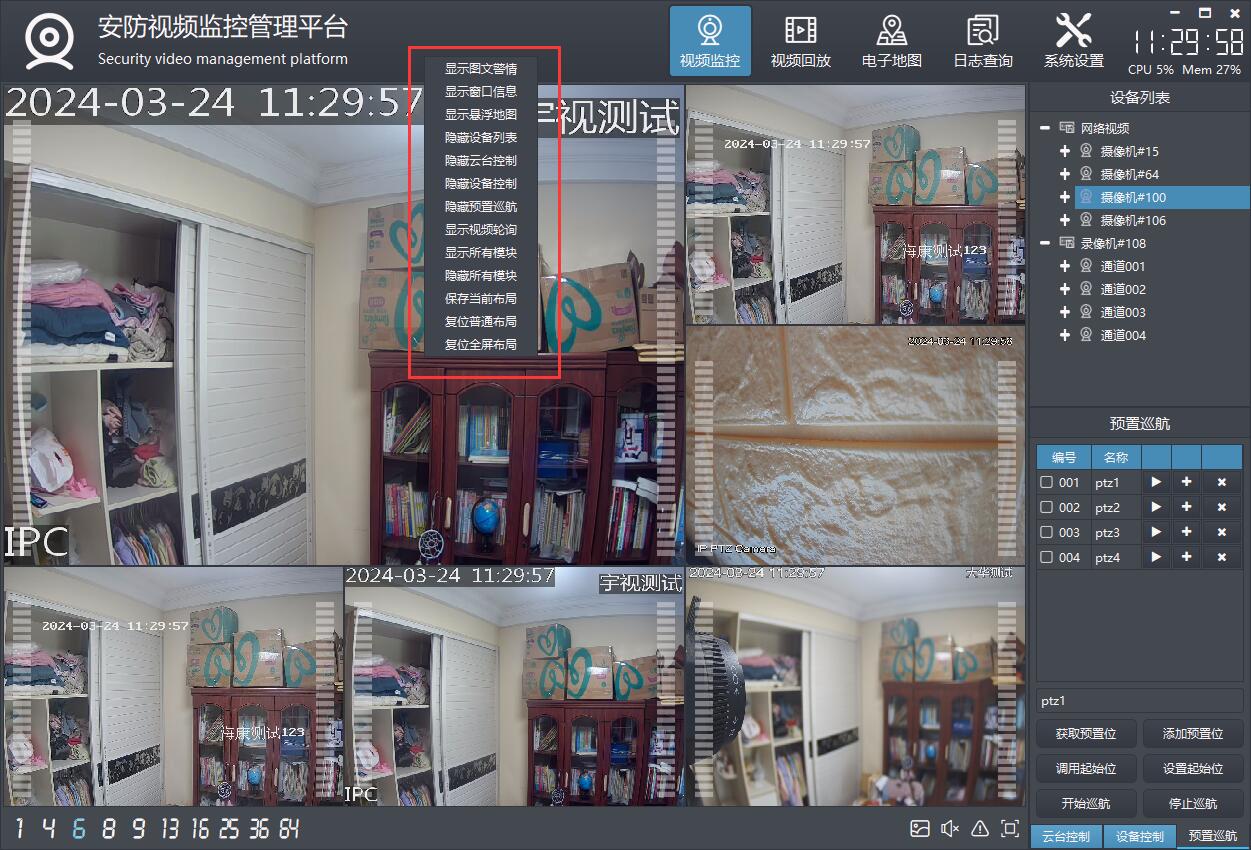 安防视频监控管理平台
Security video management platform
视频监控
视频回放
电子地图
日志查询
系统设置
11:29:58
CPU 5% Mem 27%
显示图文警情
显示窗口信息
显示悬浮地图
隐藏设备列表
隐藏云台控制
隐藏设备控制
隐藏预置巡航
显示视频轮询
显示所有模块
隐藏所有模块
保存当前布局
复位普通布局
复位全屏布局
2024-03-24 11:29:57
宇视测试
IPC
2024-03-24 11:29:57
海康测试123
2024-03-24 11:29:58
IP PTZ Camera
2024-03-24 11:29:57
海康测试123
2024-03-24 11:29:57
宇视测试
IPC
2024-03-24 11:29:57
大华测试
设备列表
网络视频
摄像机#15
摄像机#64
摄像机#100
摄像机#106
录像机#108
通道001
通道002
通道003
通道004
预置巡航
编号 名称
001 ptz1
002 ptz2
003 ptz3
004 ptz4
ptz1
获取预置位 添加预置位
调用起始位 设置起始位
开始巡航 停止巡航
云台控制 设备控制 预置巡航
1 4 6 8 9 13 16 25 36 64